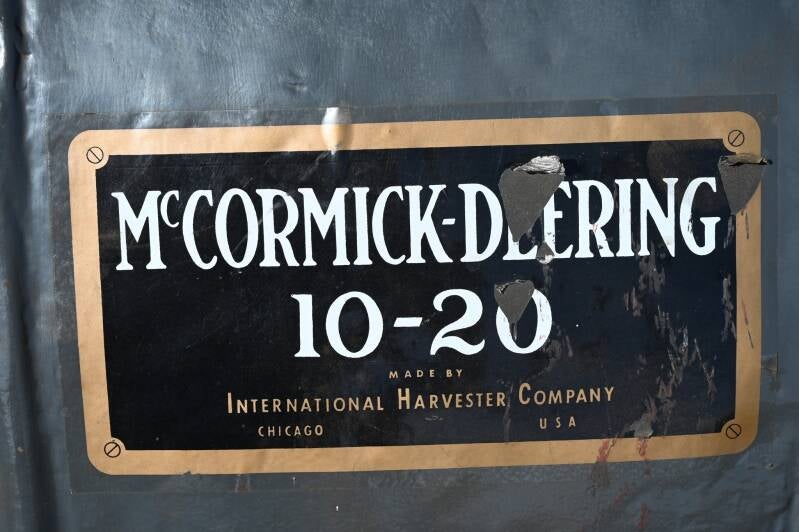 McCORMICK-DEERING
10-20
MADE BY
INTERNATIONAL HARVESTER COMPANY
CHICAGO USA